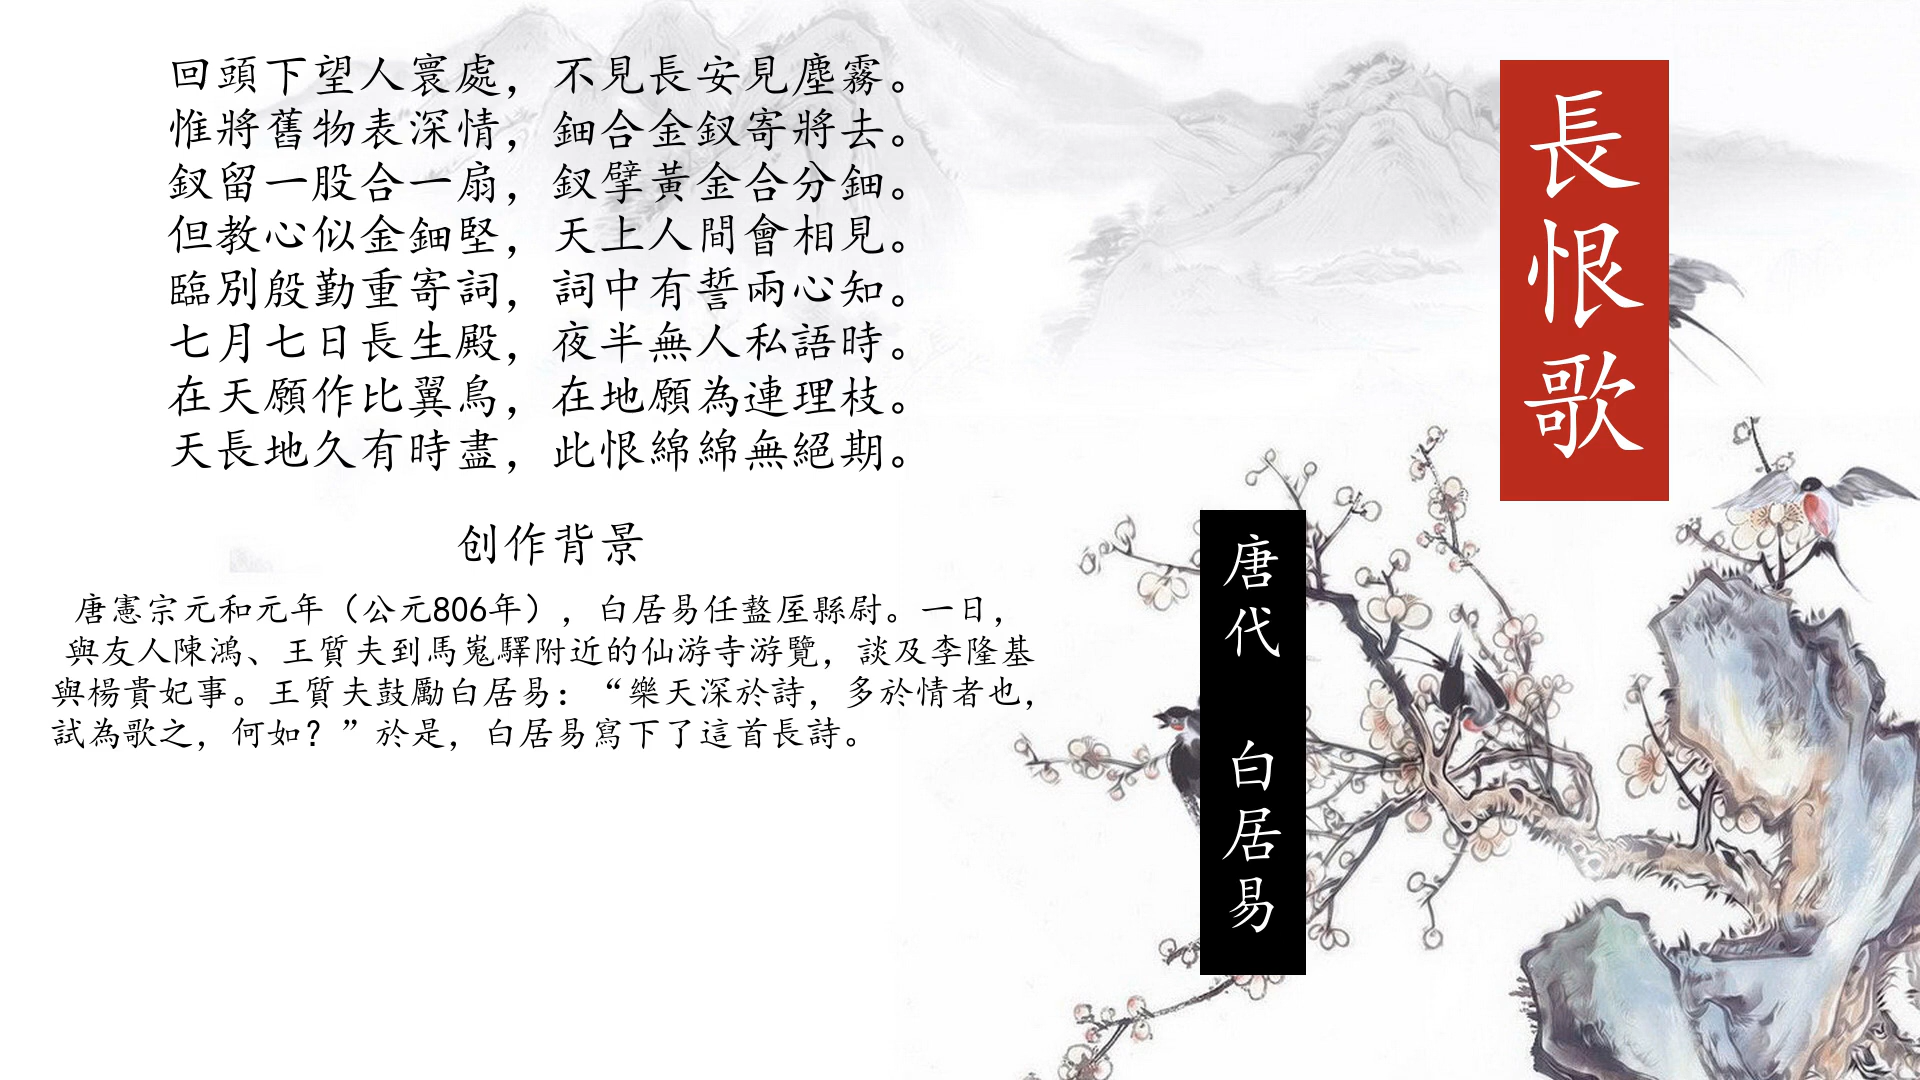 長恨歌
唐代 白居易
回頭下望人寰處，不見長安見塵霧。
惟將舊物表深情，鈿合金釵寄將去。
釵留一股合一扇，釵擘黃金合分鈿。
但教心似金鈿堅，天上人間會相見。
臨別殷勤重寄詞，詞中有誓兩心知。
七月七日長生殿，夜半無人私語時。
在天願作比翼鳥，在地願為連理枝。
天長地久有時盡，此恨綿綿無絕期。
创作背景
唐憲宗元和元年（公元806年），白居易任盩厔縣尉。一日，
與友人陳鴻、王質夫到馬嵬驛附近的仙游寺游覽，談及李隆基
與楊貴妃事。王質夫鼓勵白居易：“樂天深於詩，多於情者也，
試為歌之，何如？”於是，白居易寫下了這首長詩。